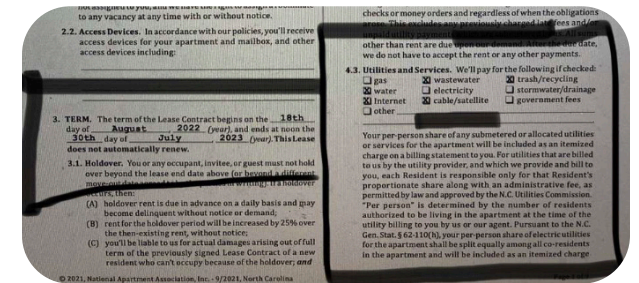 to any vacancy at any time with or without notice.
2.2. Access Devices. In accordance with our policies, you'll receive
access devices for your apartment and mailbox, and other
access devices including:
3. TERM. The term of the Lease Contract begins on the 18th
day of August, 2022 (year), and ends at noon the
30th day of July 2023 (year). This Lease
does not automatically renew.
3.1. Holdover. You or any occupant, invitee, or guest must not hold
over beyond the lease end date above (or beyond a different
(A) holdover rent is due in advance on a daily basis and may
become delinquent without notice or demand;
(B) rent for the holdover period will be increased by 25% over
the then-existing rent, without notice;
(C) you'll be liable to us for actual damages arising out of full
term of the previously signed Lease Contract of a new
resident who can't occupy because of the holdover; and
© 2021, National Apartment Association, Inc. - 9/2021, North Carolina
checks or money orders and regardless of when the obligations
arose. This excludes any previously charged late fees and/or
other than rent are due upon our demand. After the due date,
we do not have to accept the rent or any other payments.
4.3. Utilities and Services. We'll pay for the following if checked:
☐ gas ☒ wastewater ☒ trash/recycling
☒ water ☐ electricity ☐ stormwater/drainage
☒ Internet ☒ cable/satellite ☐ government fees
☐ other
Your per-person share of any submetered or allocated utilities
or services for the apartment will be included as an itemized
charge on a billing statement to you. For utilities that are billed
to us by the utility provider, and which we provide and bill to
you, each Resident is responsible only for that Resident's
proportionate share along with an administrative fee, as
permitted by law and approved by the N.C. Utilities Commission.
"Per person" is determined by the number of residents
authorized to be living in the apartment at the time of the
utility billing to you by us or our agent. Pursuant to the N.C.
Gen. Stat. § 62-110(h), your per-person share of electric utilities
for the apartment shall be split equally among all co-residents
in the apartment and will be included as an itemized charge